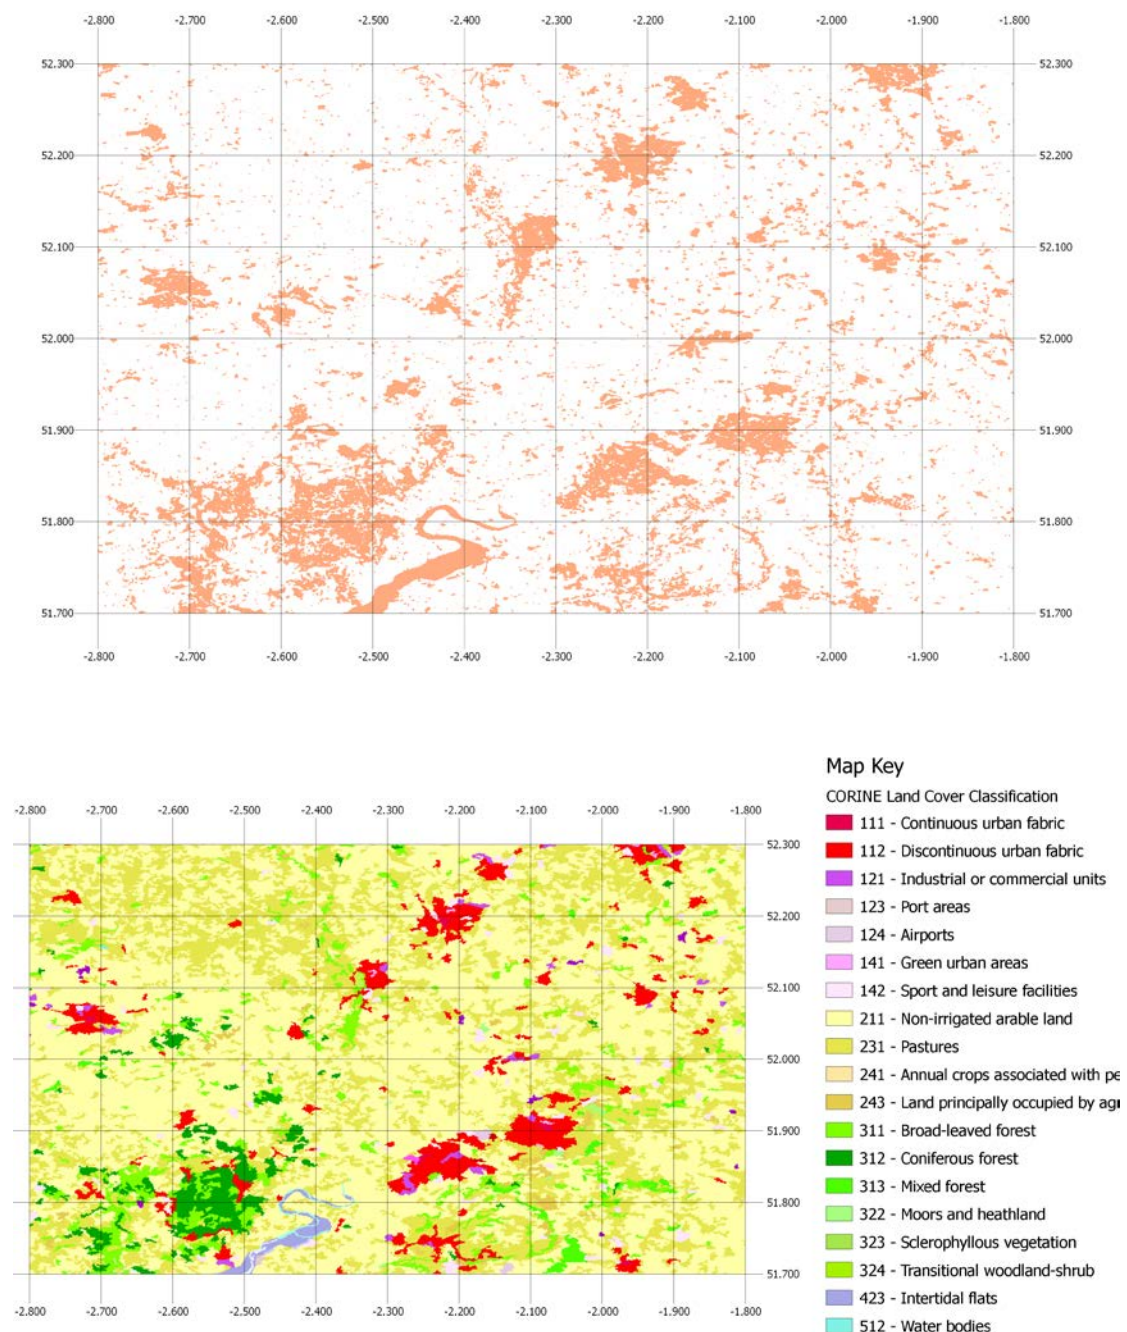 -2.800 -2.700 -2.600 -2.500 -2.400 -2.300 -2.200 -2.100 -2.000 -1.900 -1.800
52.300 52.300
52.200 52.200
52.100 52.100
52.000 52.000
51.900 51.900
51.800 51.800
51.700 51.700
-2.800 -2.700 -2.600 -2.500 -2.400 -2.300 -2.200 -2.100 -2.000 -1.900 -1.800
-2.800 -2.700 -2.600 -2.500 -2.400 -2.300 -2.200 -2.100 -2.000 -1.900 -1.800
52.300
52.200
52.100
52.000
51.900
51.800
51.700
-2.800 -2.700 -2.600 -2.500 -2.400 -2.300 -2.200 -2.100 -2.000 -1.900 -1.800
Map Key
CORINE Land Cover Classification
111 - Continuous urban fabric
112 - Discontinuous urban fabric
121 - Industrial or commercial units
123 - Port areas
124 - Airports
141 - Green urban areas
142 - Sport and leisure facilities
211 - Non-irrigated arable land
231 - Pastures
241 - Annual crops associated with pe
243 - Land principally occupied by agri
311 - Broad-leaved forest
312 - Coniferous forest
313 - Mixed forest
322 - Moors and heathland
323 - Sclerophyllous vegetation
324 - Transitional woodland-shrub
423 - Intertidal flats
512 - Water bodies